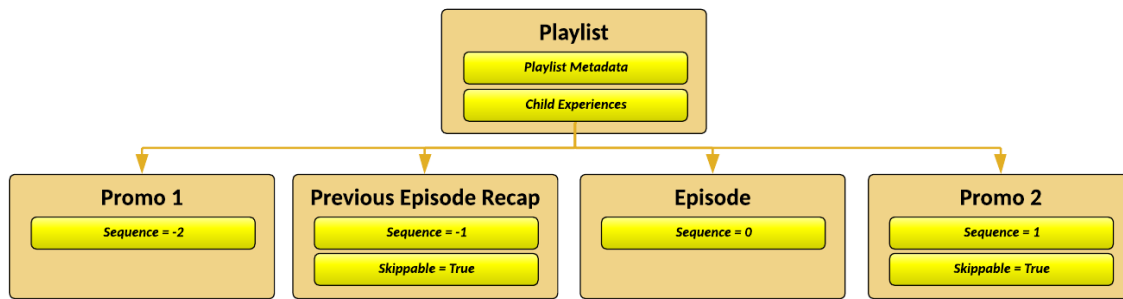 Playlist
Playlist Metadata
Child Experiences
Promo 1
Sequence = -2
Previous Episode Recap
Sequence = -1
Skippable = True
Episode
Sequence = 0
Promo 2
Sequence = 1
Skippable = True